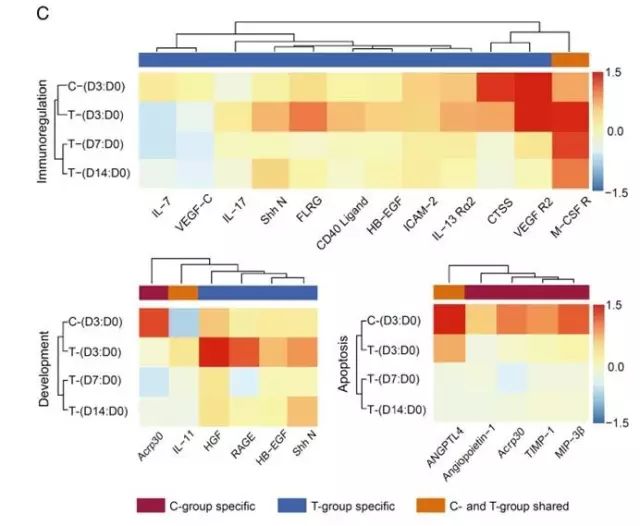 C
Immunoregulation
C-(D3:D0)
T-(D3:D0)
T-(D7:D0)
T-(D14:D0)
1.5
0.0
-1.5
IL-7
VEGF-C
IL-17
Shh N
FLRG
CD40 Ligand
HB-EGF
ICAM-2
IL-13 Rα2
CTSS
VEGF R2
M-CSF R
Development
C-(D3:D0)
T-(D3:D0)
T-(D7:D0)
T-(D14:D0)
Acrp30
IL-11
HGF
RAGE
HB-EGF
Shh N
Apoptosis
C-(D3:D0)
T-(D3:D0)
T-(D7:D0)
T-(D14:D0)
1.5
0.0
-1.5
ANGPTL4
Angiopoietin-1
Acrp30
TIMP-1
MIP-3β
C-group specific
T-group specific
C- and T-group shared